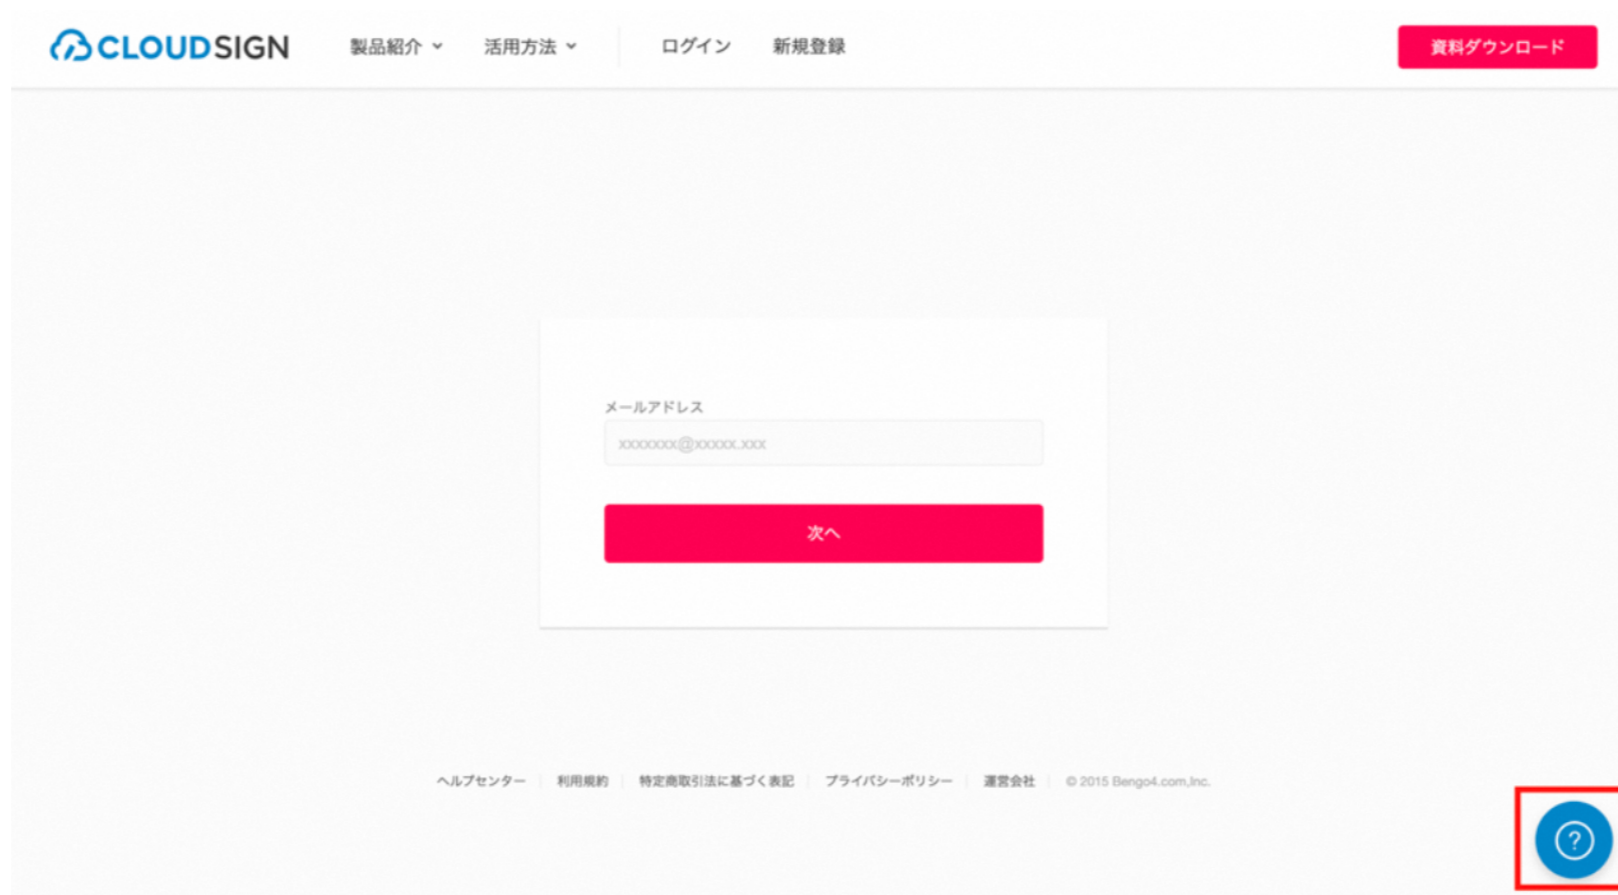 CLOUDSIGN 製品紹介 活用方法 ログイン 新規登録 資料ダウンロード
メールアドレス
xxxxxxx@xxxxx.xxx
次へ
ヘルプセンター 利用規約 特定商取引法に基づく表記 プライバシーポリシー 運営会社 © 2015 Bengo4.com,Inc.
?